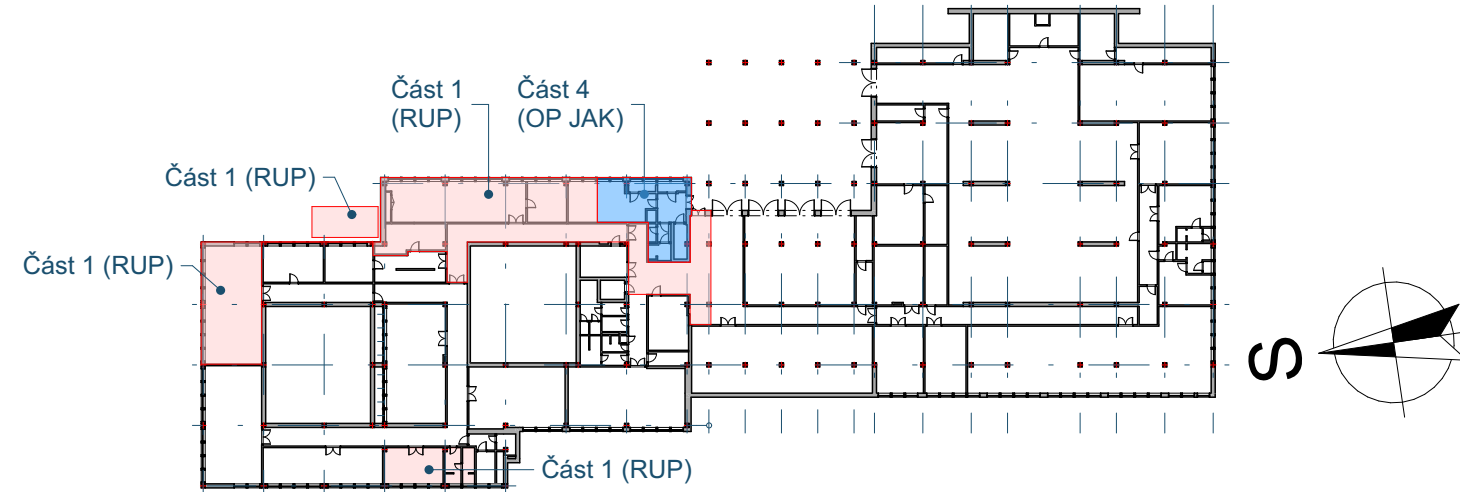 Část 1
(RUP)
Část 4
(OP JAK)
Část 1 (RUP)
Část 1 (RUP)
Část 1 (RUP)
S